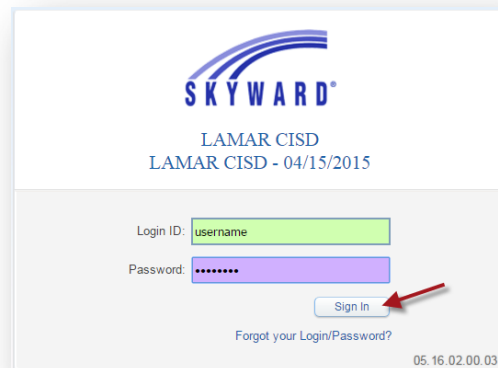 SKYWARD®
LAMAR CISD
LAMAR CISD - 04/15/2015
Login ID: username
Password: ••••••••
Sign In
Forgot your Login/Password?
05.16.02.00.03